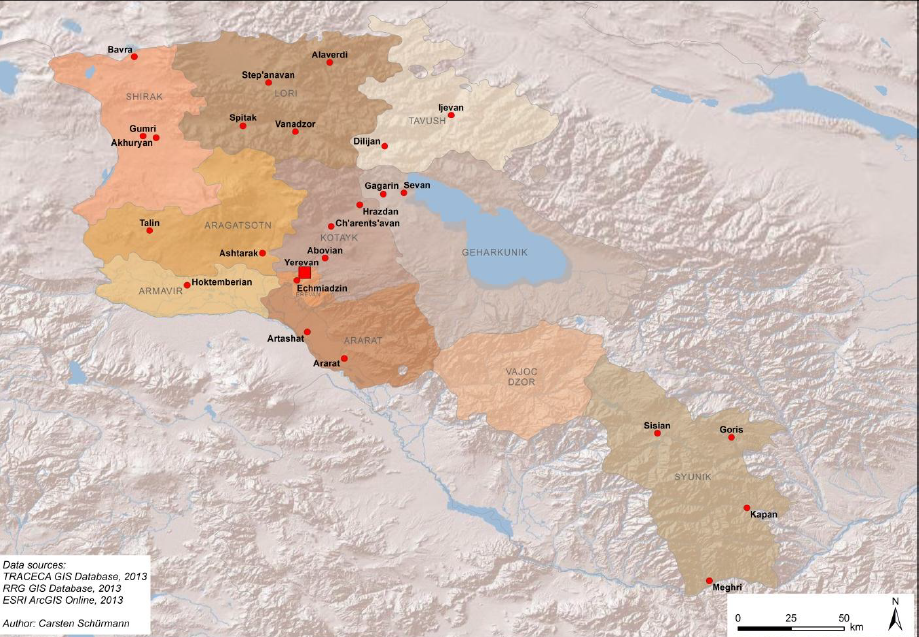 Bavra
Alaverdi
Step'anavan
LORI
SHIRAK
Ijevan
TAVUSH
Spitak
Vanadzor
Gumri
Akhuryan
Dilijan
Gagarin
Sevan
Hrazdan
Talin
ARAGATSOTN
Ch'arents'avan
KOTAYK
Ashtarak
Abovian
GEHARKUNIK
Yerevan
Hoktemberian
ARMAVIR
Echmiadzin
Artashat
ARARAT
Ararat
VAJOC
DZOR
Sisian
Goris
SYUNIK
Kapan
Meghri
Data sources:
TRACECA GIS Database, 2013
RRG GIS Database, 2013
ESRI ArcGIS Online, 2013
Author: Carsten Schürmann
N
0 25 50
km